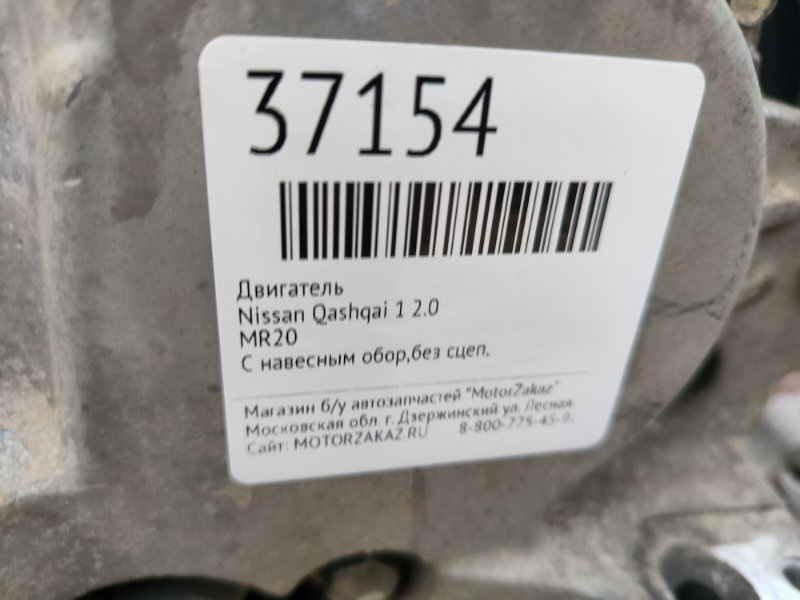 37154
Двигатель
Nissan Qashqai 1 2.0
MR20
С навесным обор,без сцеп,
Магазин б/у автозапчастей "MotorZakaz"
Московская обл. г. Дзержинский ул. Лесная
Сайт: MOTORZAKAZ.RU 8-800-775-45-9